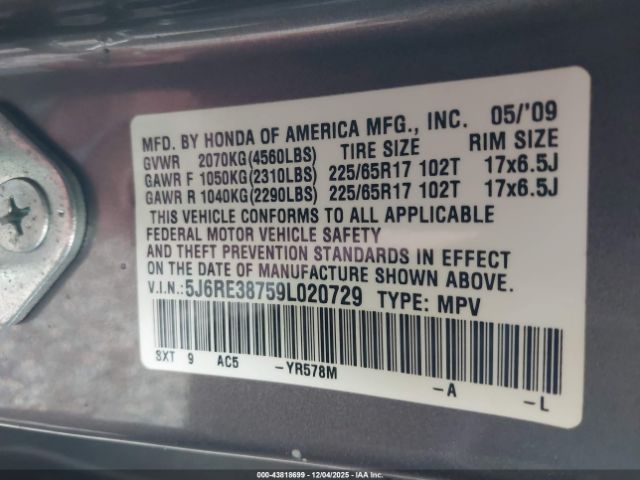 MFD. BY HONDA OF AMERICA MFG., INC. 05/'09
GVWR 2070KG(4560LBS) TIRE SIZE RIM SIZE
GAWR F 1050KG(2310LBS) 225/65R17 102T 17x6.5J
GAWR R 1040KG(2290LBS) 225/65R17 102T 17x6.5J
THIS VEHICLE CONFORMS TO ALL APPLICABLE
FEDERAL MOTOR VEHICLE SAFETY
AND THEFT PREVENTION STANDARDS IN EFFECT
ON THE DATE OF MANUFACTURE SHOWN ABOVE.
V.I.N.:5J6RE38759L020729 TYPE: MPV
SXT 9 AC5 -YR578M -A -L
000-43818699 12/04/2025 - IAA Inc.